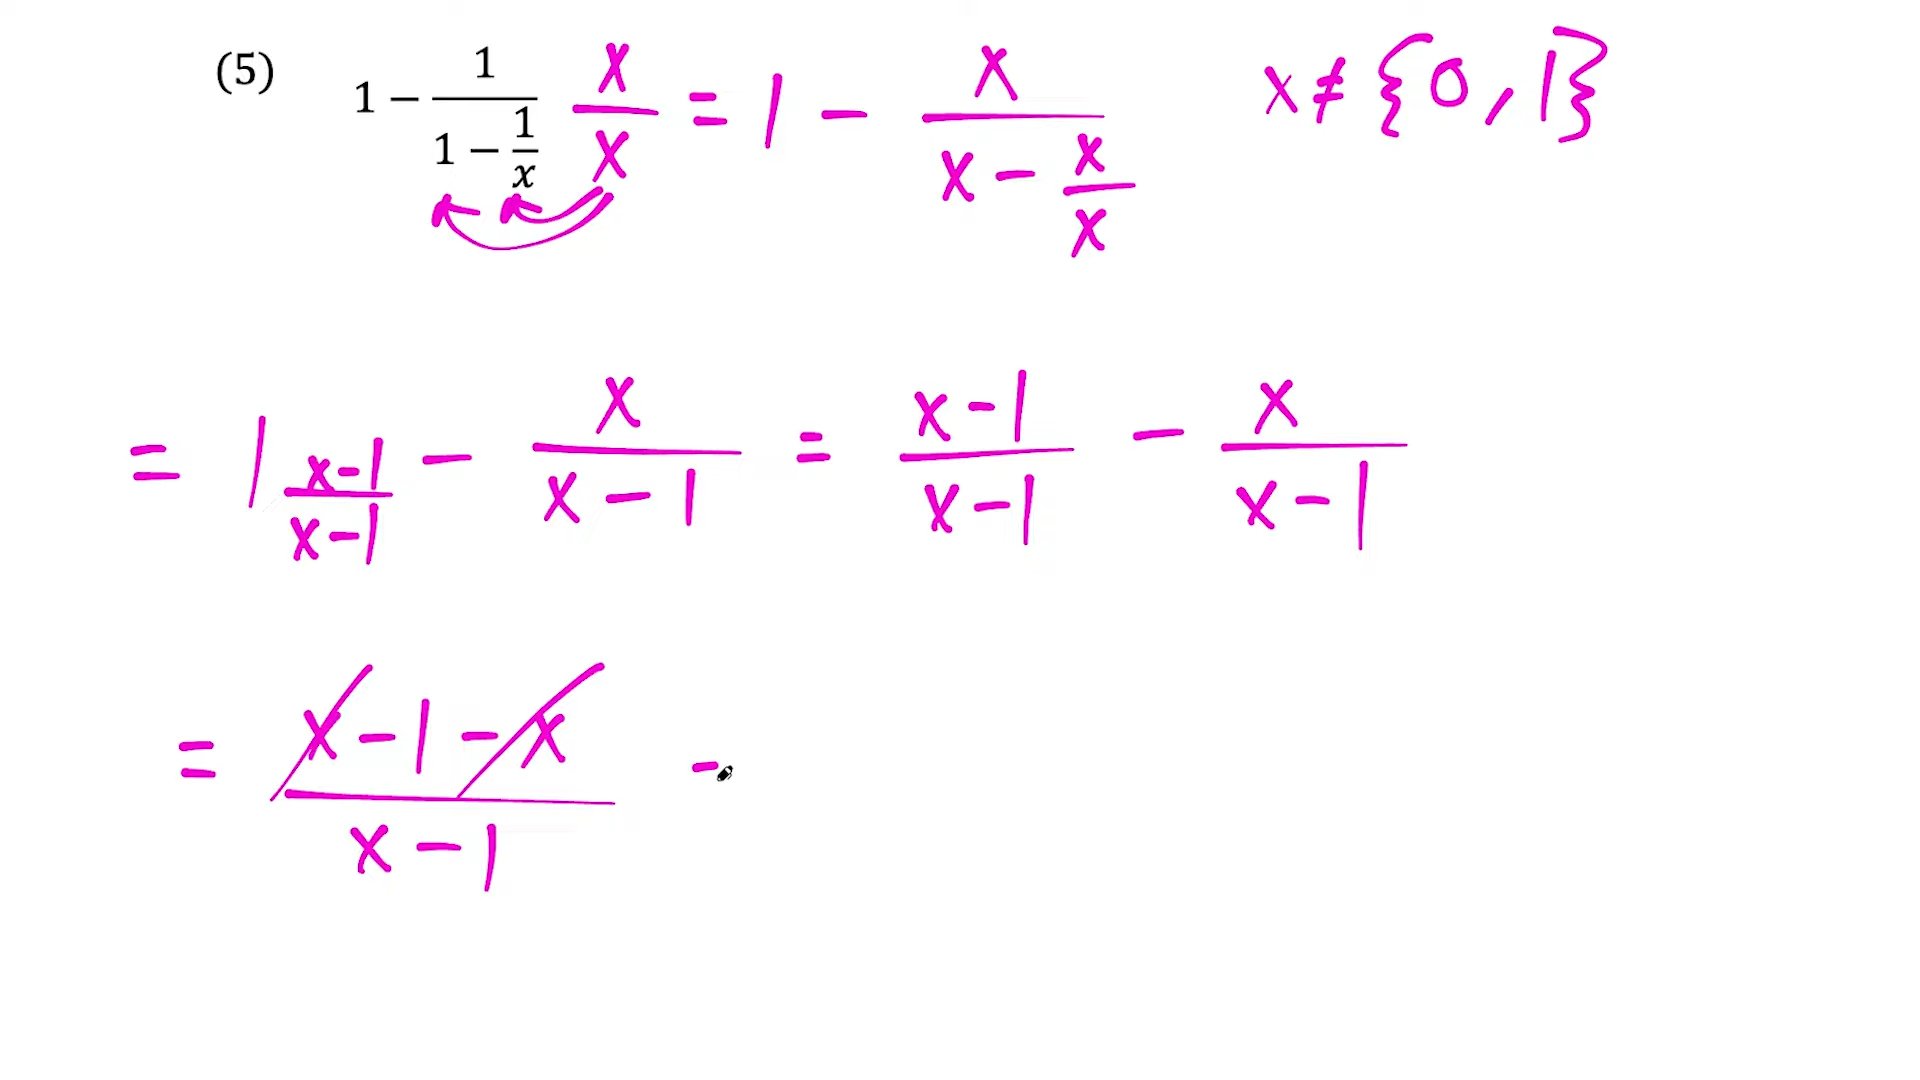 (5) 1 − 1/(1 − 1/x) x/x = 1 − x/(x − x/x) x ≠ {0, 1}
= 1 (x−1)/(x−1) − x/(x−1) = (x−1)/(x−1) − x/(x−1)
= (x−1−x)/(x−1) -